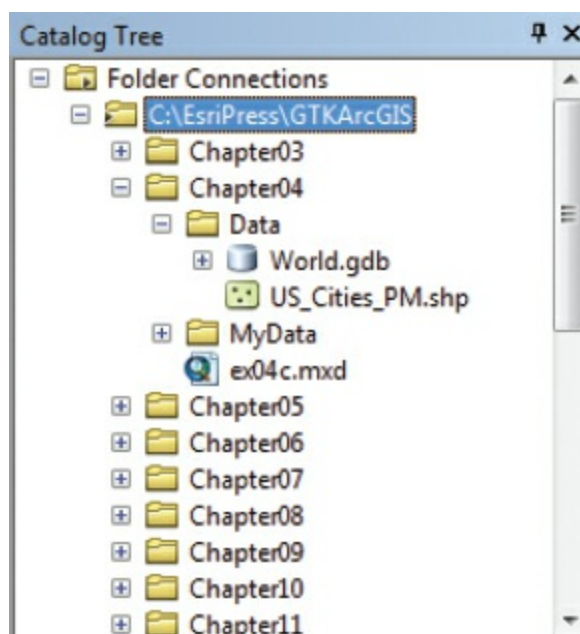 Catalog Tree
Folder Connections
C:\EsriPress\GTKArcGIS
Chapter03
Chapter04
Data
World.gdb
US_Cities_PM.shp
MyData
ex04c.mxd
Chapter05
Chapter06
Chapter07
Chapter08
Chapter09
Chapter10
Chapter11